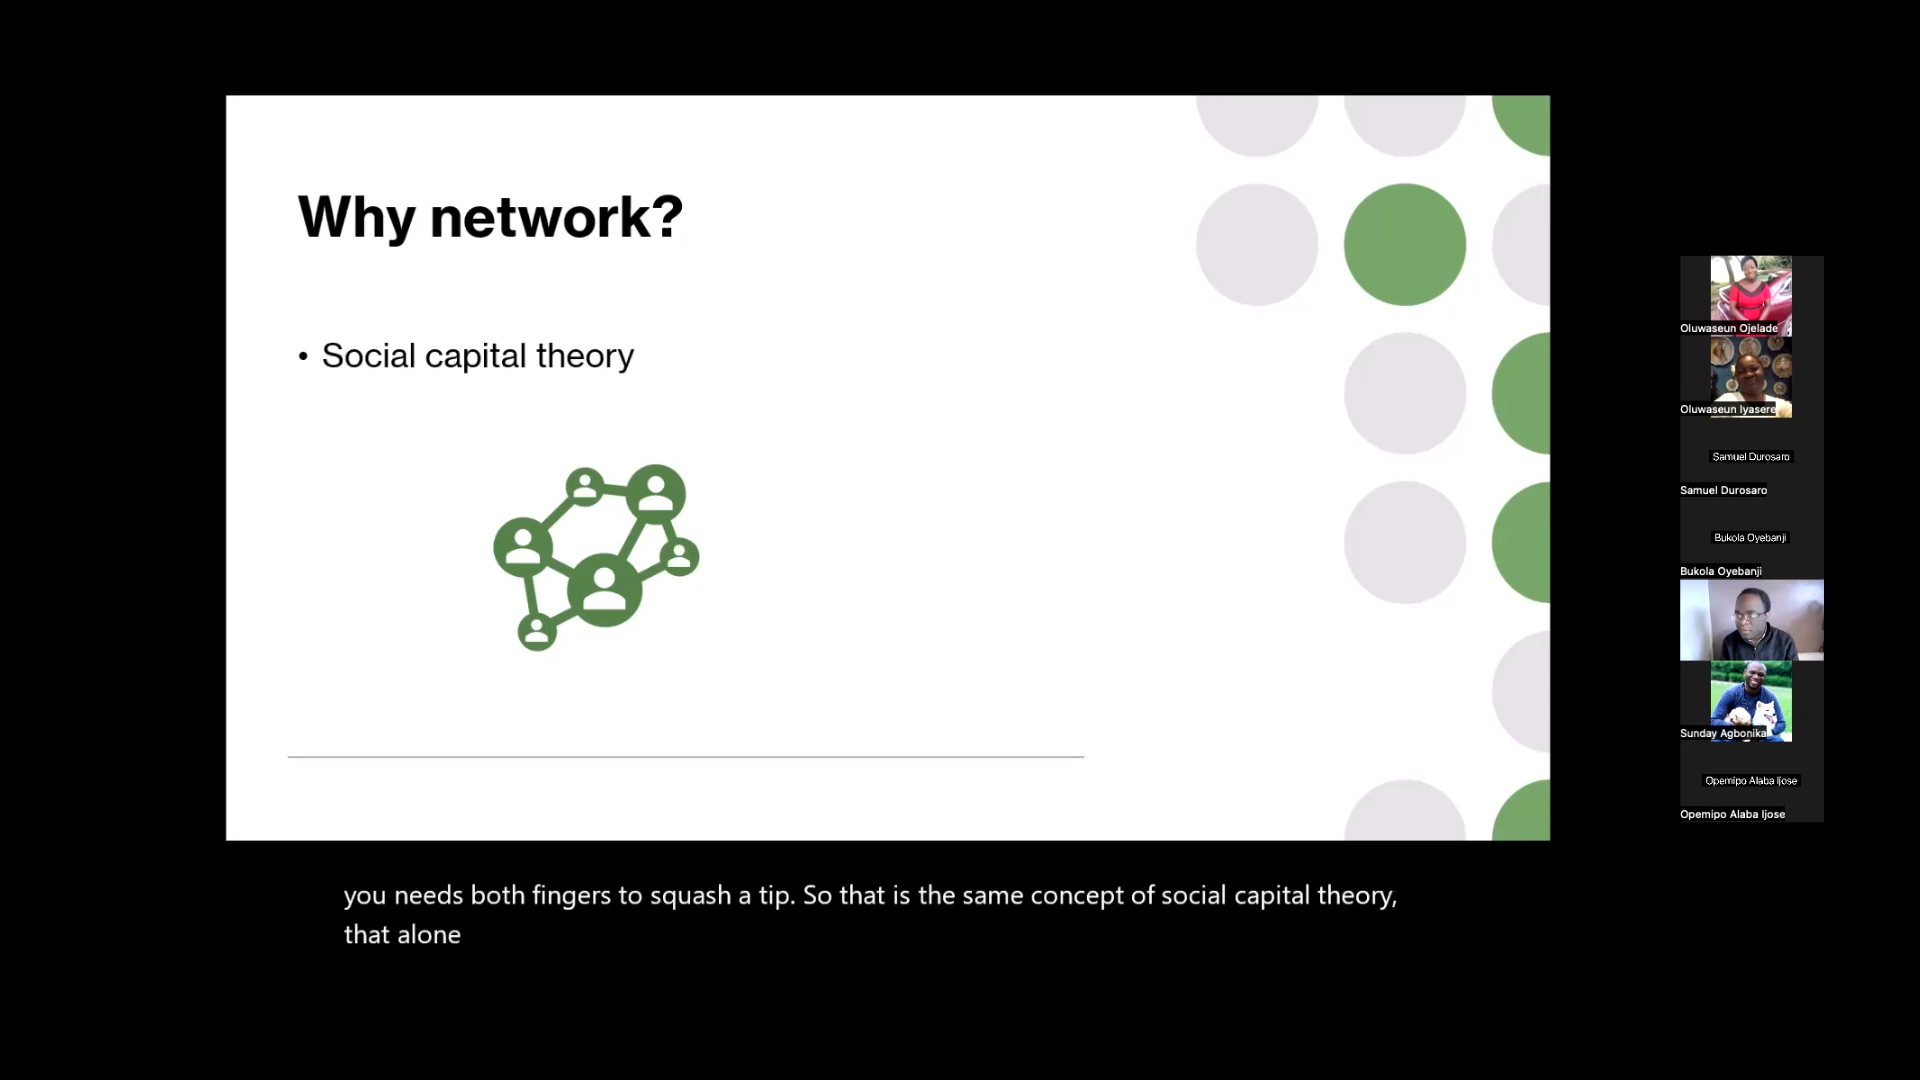 Why network?
• Social capital theory
Oluwaseun Ojelade
Oluwaseun Iyasere
Samuel Durosaro
Samuel Durosaro
Bukola Oyebanji
Bukola Oyebanji
Sunday Agbonika
Opemipo Alaba Ijose
Opemipo Alaba Ijose
you needs both fingers to squash a tip. So that is the same concept of social capital theory,
that alone